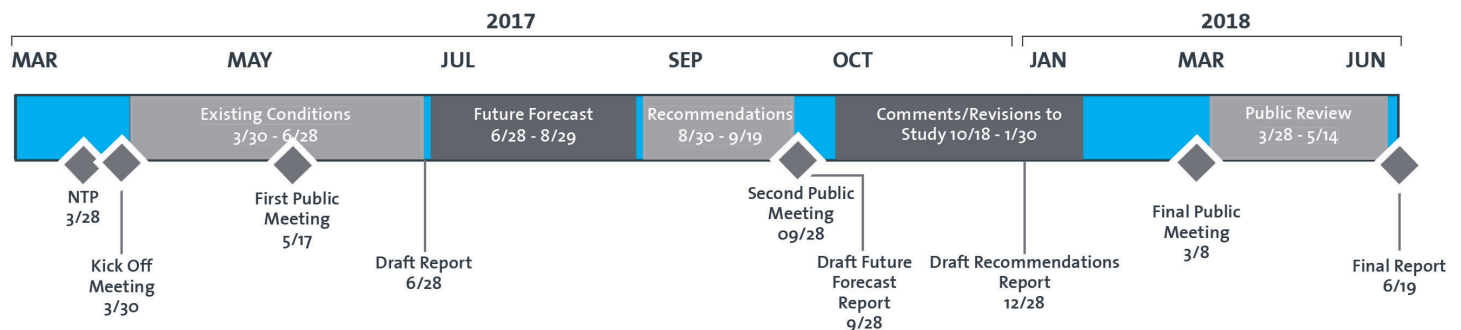 2017
2018
MAR
MAY
JUL
SEP
OCT
JAN
MAR
JUN
Existing Conditions
3/30 - 6/28
Future Forecast
6/28 - 8/29
Recommendations
8/30 - 9/19
Comments/Revisions to
Study 10/18 - 1/30
Public Review
3/28 - 5/14
NTP
3/28
Kick Off
Meeting
3/30
First Public
Meeting
5/17
Draft Report
6/28
Second Public
Meeting
09/28
Draft Future
Forecast
Report
9/28
Draft Recommendations
Report
12/28
Final Public
Meeting
3/8
Final Report
6/19